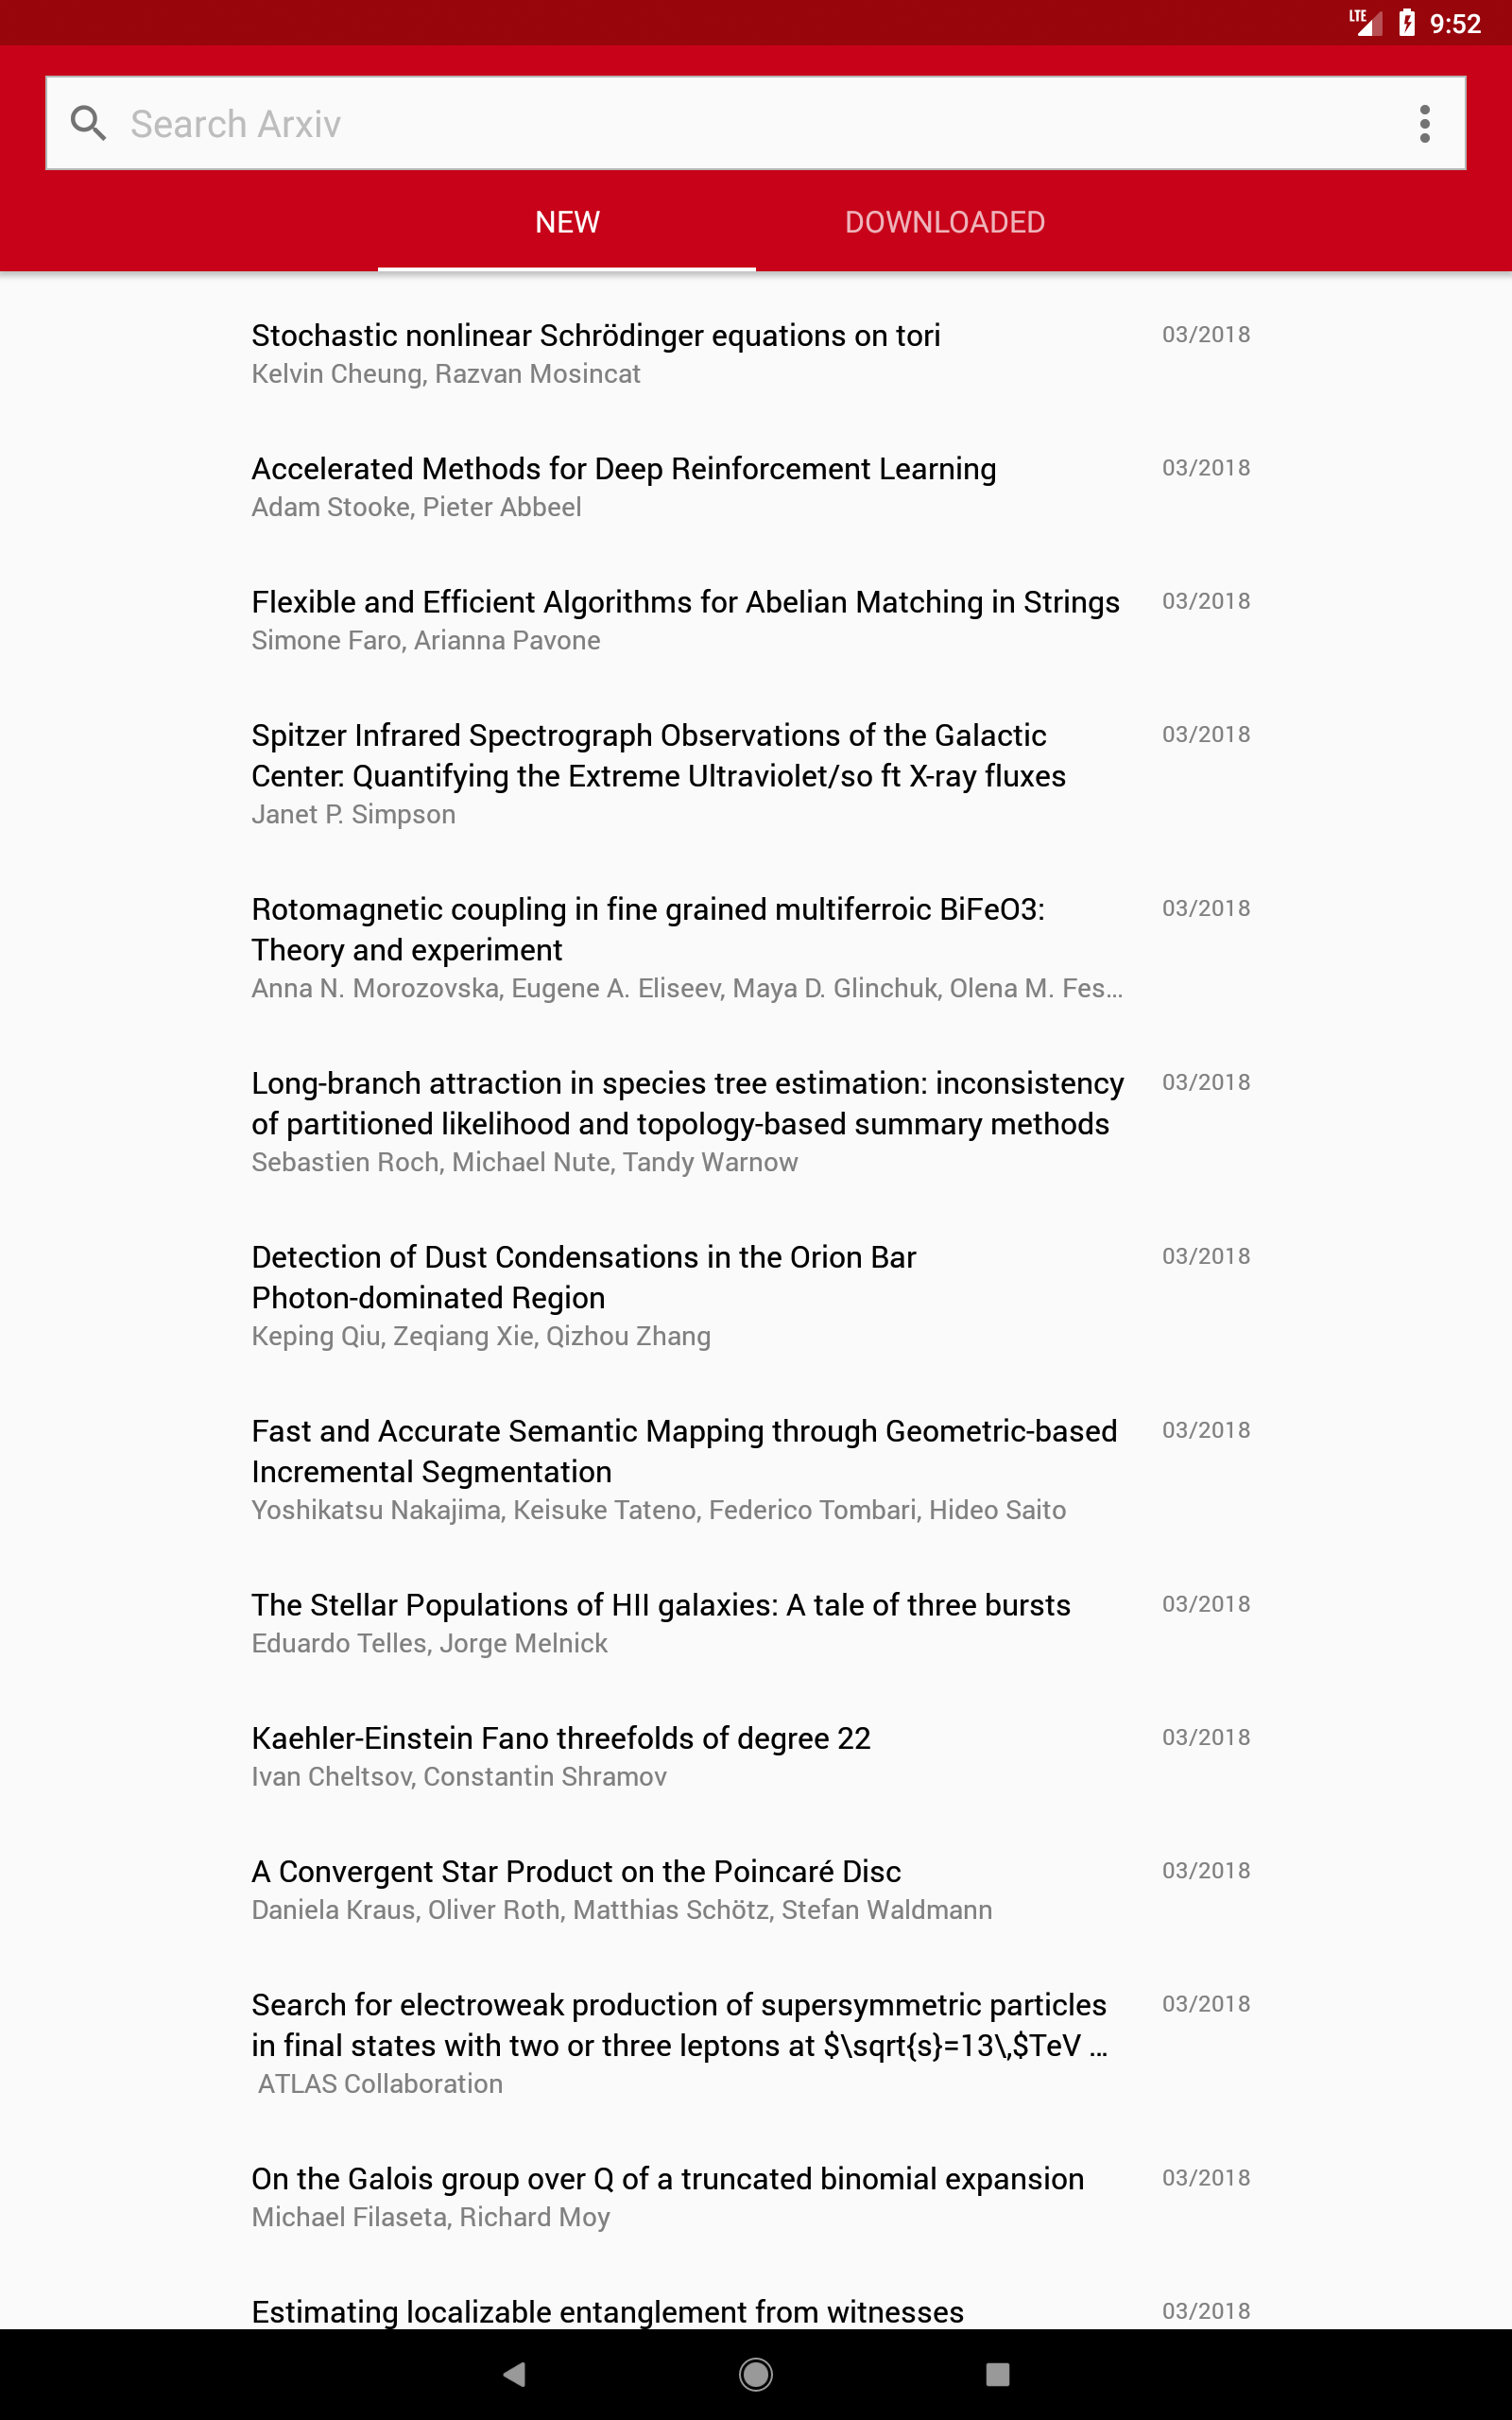 LTE 9:52
Search Arxiv
NEW DOWNLOADED
Stochastic nonlinear Schrödinger equations on tori 03/2018
Kelvin Cheung, Razvan Mosincat
Accelerated Methods for Deep Reinforcement Learning 03/2018
Adam Stooke, Pieter Abbeel
Flexible and Efficient Algorithms for Abelian Matching in Strings 03/2018
Simone Faro, Arianna Pavone
Spitzer Infrared Spectrograph Observations of the Galactic 03/2018
Center: Quantifying the Extreme Ultraviolet/so ft X-ray fluxes
Janet P. Simpson
Rotomagnetic coupling in fine grained multiferroic BiFeO3: 03/2018
Theory and experiment
Anna N. Morozovska, Eugene A. Eliseev, Maya D. Glinchuk, Olena M. Fes...
Long-branch attraction in species tree estimation: inconsistency 03/2018
of partitioned likelihood and topology-based summary methods
Sebastien Roch, Michael Nute, Tandy Warnow
Detection of Dust Condensations in the Orion Bar 03/2018
Photon-dominated Region
Keping Qiu, Zeqiang Xie, Qizhou Zhang
Fast and Accurate Semantic Mapping through Geometric-based 03/2018
Incremental Segmentation
Yoshikatsu Nakajima, Keisuke Tateno, Federico Tombari, Hideo Saito
The Stellar Populations of HII galaxies: A tale of three bursts 03/2018
Eduardo Telles, Jorge Melnick
Kaehler-Einstein Fano threefolds of degree 22 03/2018
Ivan Cheltsov, Constantin Shramov
A Convergent Star Product on the Poincaré Disc 03/2018
Daniela Kraus, Oliver Roth, Matthias Schötz, Stefan Waldmann
Search for electroweak production of supersymmetric particles 03/2018
in final states with two or three leptons at $\sqrt{s}=13\,$TeV ...
ATLAS Collaboration
On the Galois group over Q of a truncated binomial expansion 03/2018
Michael Filaseta, Richard Moy
Estimating localizable entanglement from witnesses 03/2018